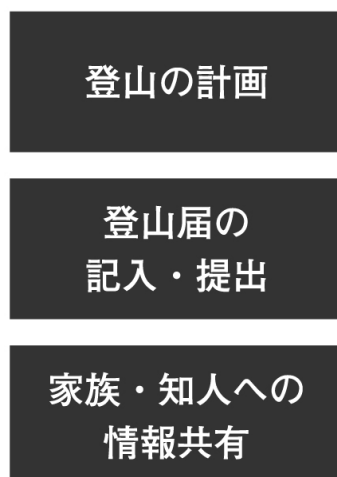 登山の計画
登山届の
記入・提出
家族・知人への
情報共有